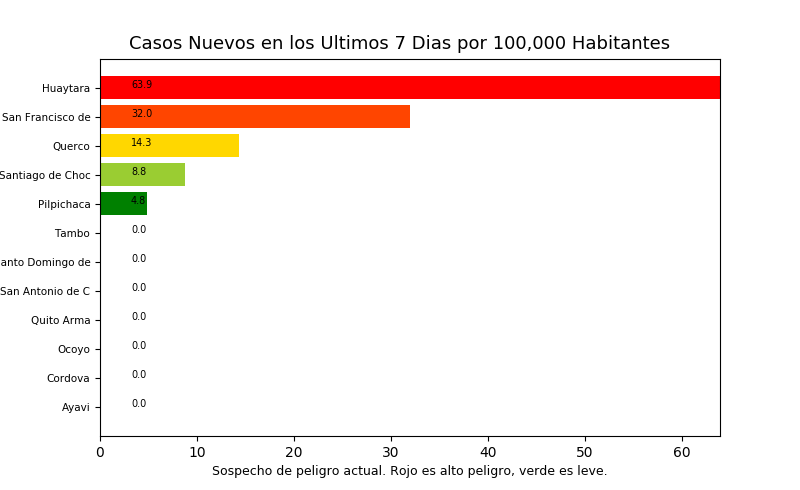 Casos Nuevos en los Ultimos 7 Dias por 100,000 Habitantes
Huaytara 63.9
San Francisco de 32.0
Querco 14.3
Santiago de Choc 8.8
Pilpichaca 4.8
Tambo 0.0
anto Domingo de 0.0
San Antonio de C 0.0
Quito Arma 0.0
Ocoyo 0.0
Cordova 0.0
Ayavi 0.0
0 10 20 30 40 50 60
Sospecho de peligro actual. Rojo es alto peligro, verde es leve.